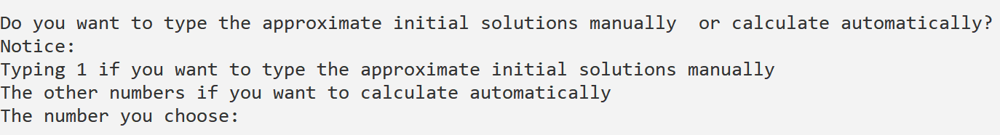 Do you want to type the approximate initial solutions manually  or calculate automatically?
Notice:
Typing 1 if you want to type the approximate initial solutions manually
The other numbers if you want to calculate automatically
The number you choose: